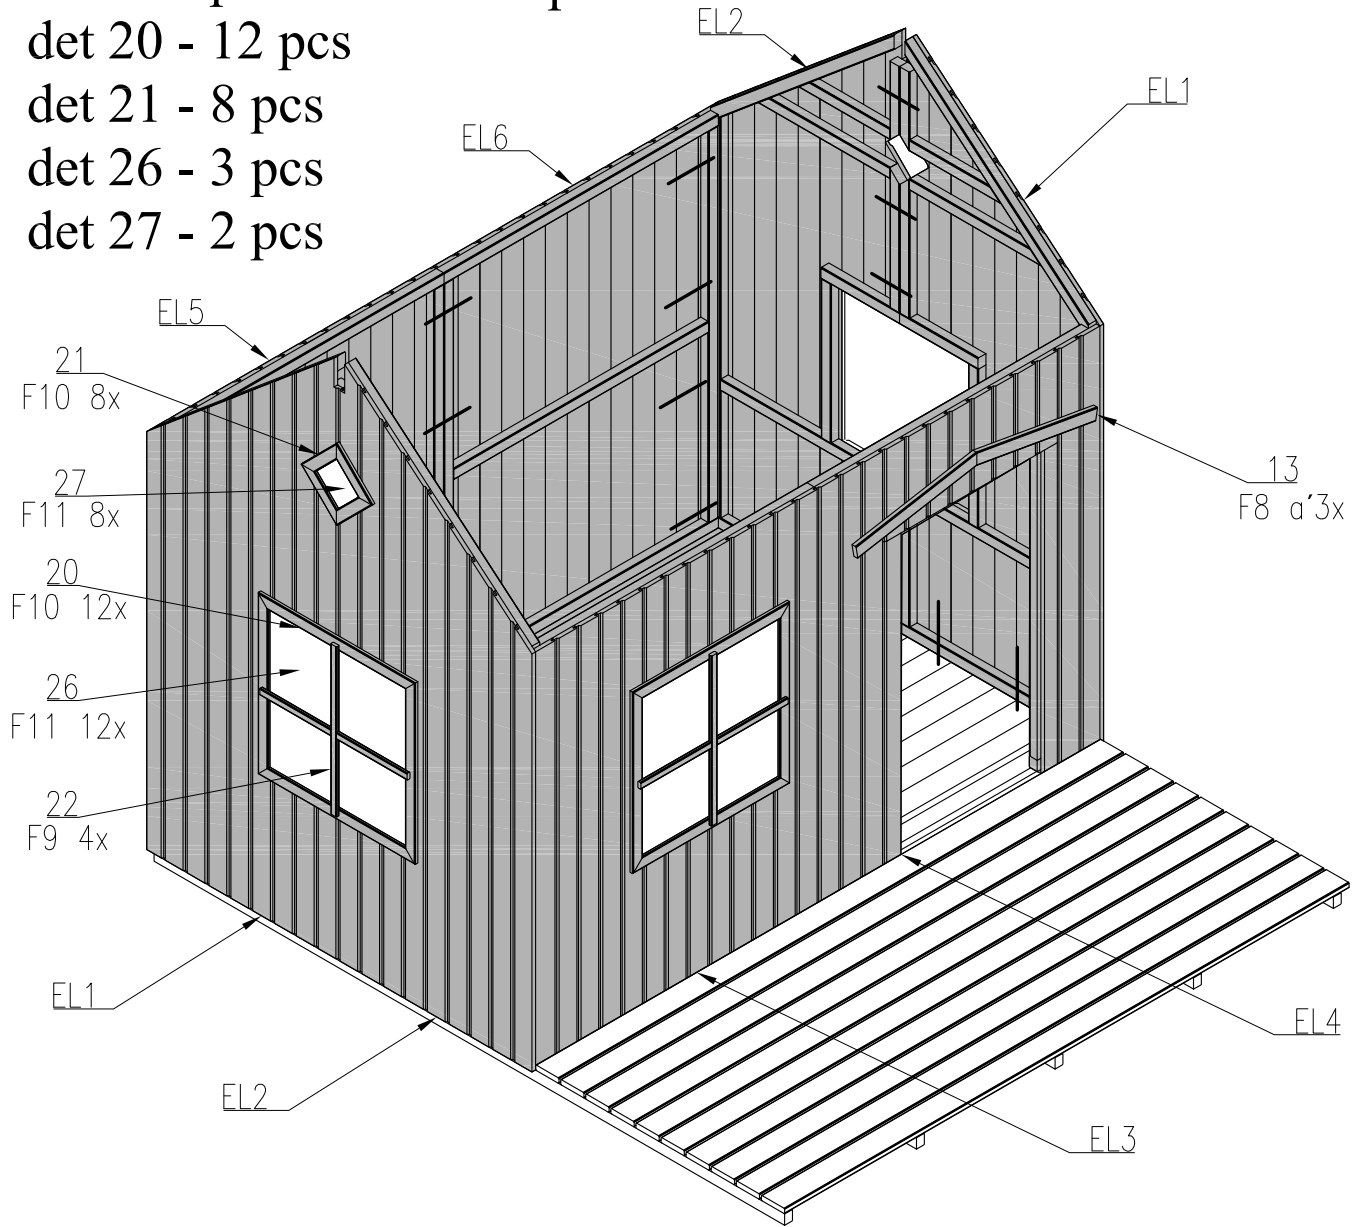 det 20 - 12 pcs
det 21 - 8 pcs
det 26 - 3 pcs
det 27 - 2 pcs
EL2
EL1
EL6
EL5
21
F10 8x
27
F11 8x
20
F10 12x
26
F11 12x
22
F9 4x
13
F8 a'3x
EL1
EL2
EL4
EL3